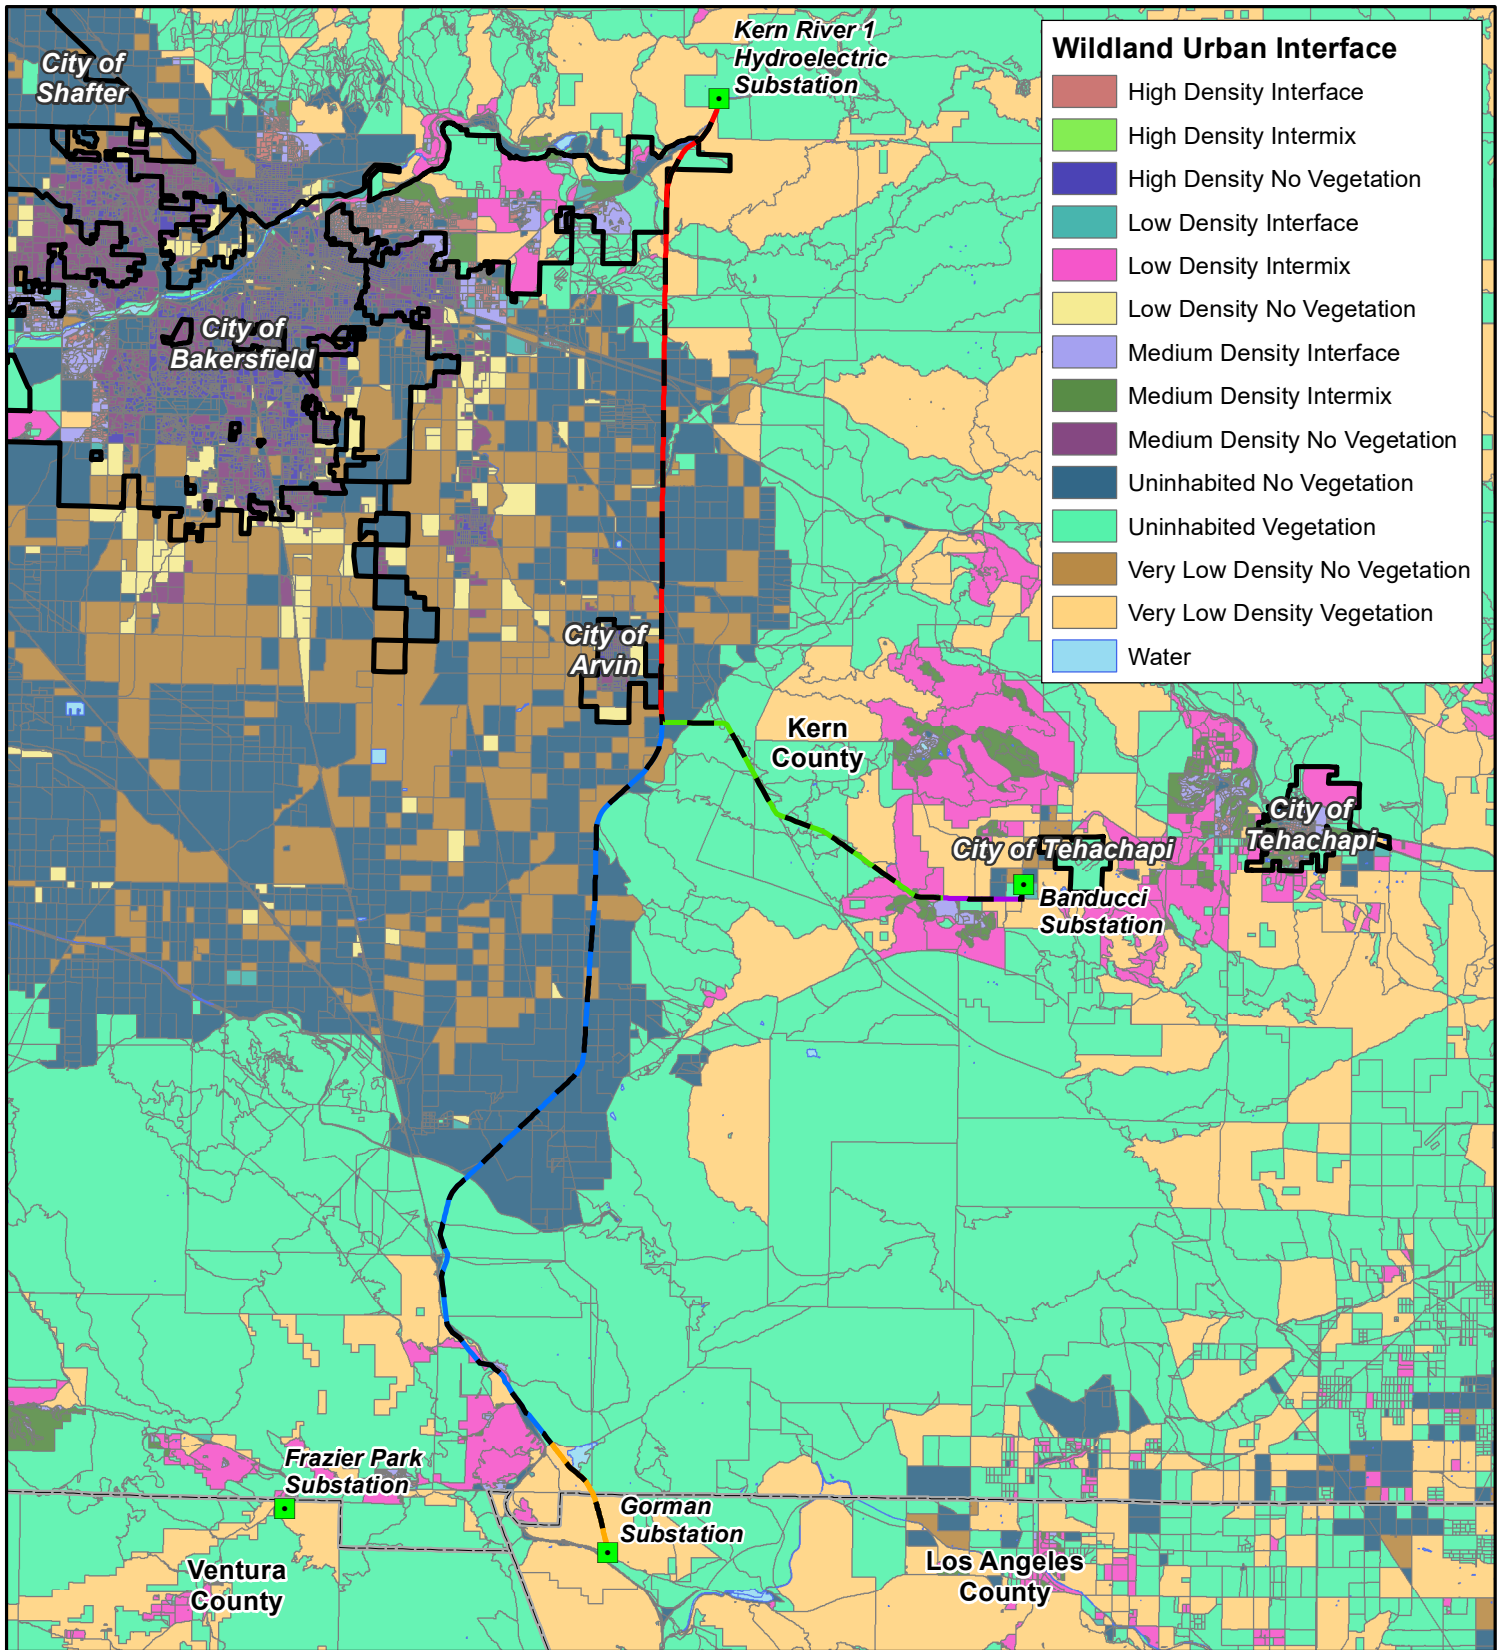 Kern River 1
Hydroelectric
Substation
City of
Shafter
Wildland Urban Interface
High Density Interface
High Density Intermix
High Density No Vegetation
Low Density Interface
Low Density Intermix
Low Density No Vegetation
Medium Density Interface
Medium Density Intermix
Medium Density No Vegetation
Uninhabited No Vegetation
Uninhabited Vegetation
Very Low Density No Vegetation
Very Low Density Vegetation
Water
City of
Bakersfield
City of
Arvin
Kern
County
City of
Tehachapi
City of Tehachapi
Banducci
Substation
Frazier Park
Substation
Gorman
Substation
Ventura
County
Los Angeles
County